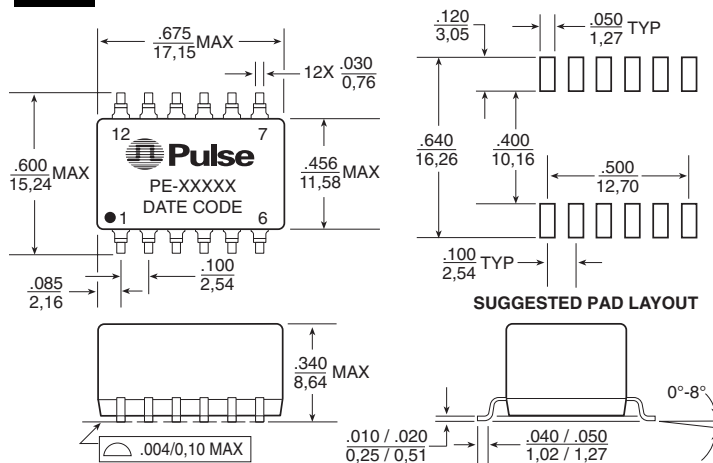 .675
17,15 MAX
12X .030
0,76
12 7
Pulse
PE-XXXXX
DATE CODE
1 6
.600
15,24 MAX
.456
11,58 MAX
.085
2,16
.100
2,54
.120
3,05
.050
1,27 TYP
.640
16,26
.400
10,16
.500
12,70
.100
2,54 TYP
SUGGESTED PAD LAYOUT
.340
8,64 MAX
.004/0,10 MAX
0°-8°
.010 / .020
0,25 / 0,51
.040 / .050
1,02 / 1,27